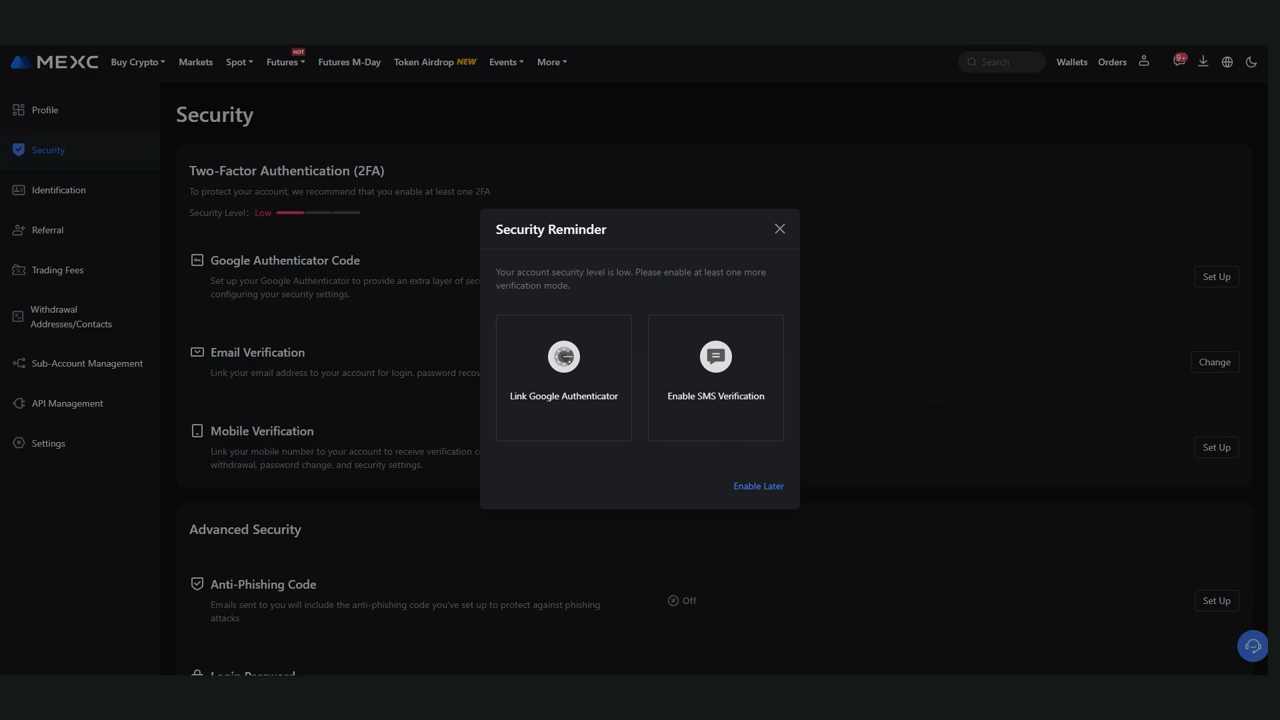 MEXC
Buy Crypto
Markets
Spot
Futures
HOT
Futures M-Day
Token Airdrop NEW
Events
More
Search
Wallets
Orders
9+
Profile
Security
Identification
Referral
Trading Fees
Withdrawal
Addresses/Contacts
Sub-Account Management
API Management
Settings
Security
Two-Factor Authentication (2FA)
To protect your account, we recommend that you enable at least one 2FA
Security Level: Low
Google Authenticator Code
Set up your Google Authenticator to provide an extra layer of sec
configuring your security settings.
Set Up
Email Verification
Link your email address to your account for login, password recov
Change
Mobile Verification
Link your mobile number to your account to receive verification c
withdrawal, password change, and security settings.
Set Up
Security Reminder
Your account security level is low. Please enable at least one more
verification mode.
Link Google Authenticator
Enable SMS Verification
Enable Later
Advanced Security
Anti-Phishing Code
Emails sent to you will include the anti-phishing code you've set up to protect against phishing
attacks
Off
Set Up
Login Password